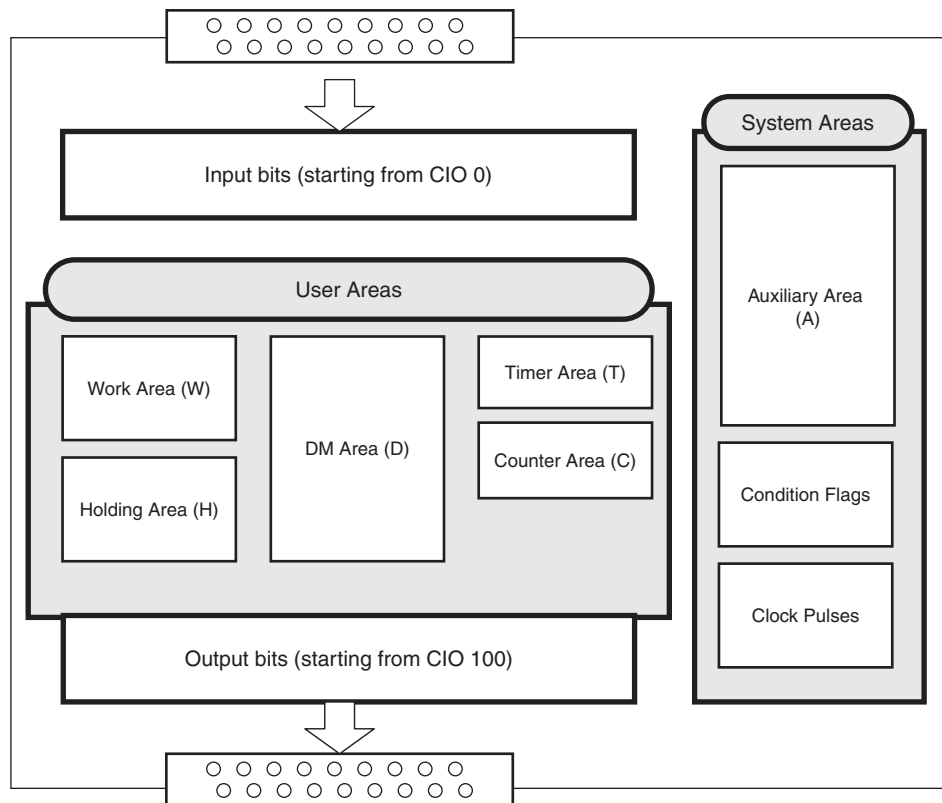 Input bits (starting from CIO 0)
User Areas
Work Area (W)
Holding Area (H)
DM Area (D)
Timer Area (T)
Counter Area (C)
Output bits (starting from CIO 100)
System Areas
Auxiliary Area
(A)
Condition Flags
Clock Pulses